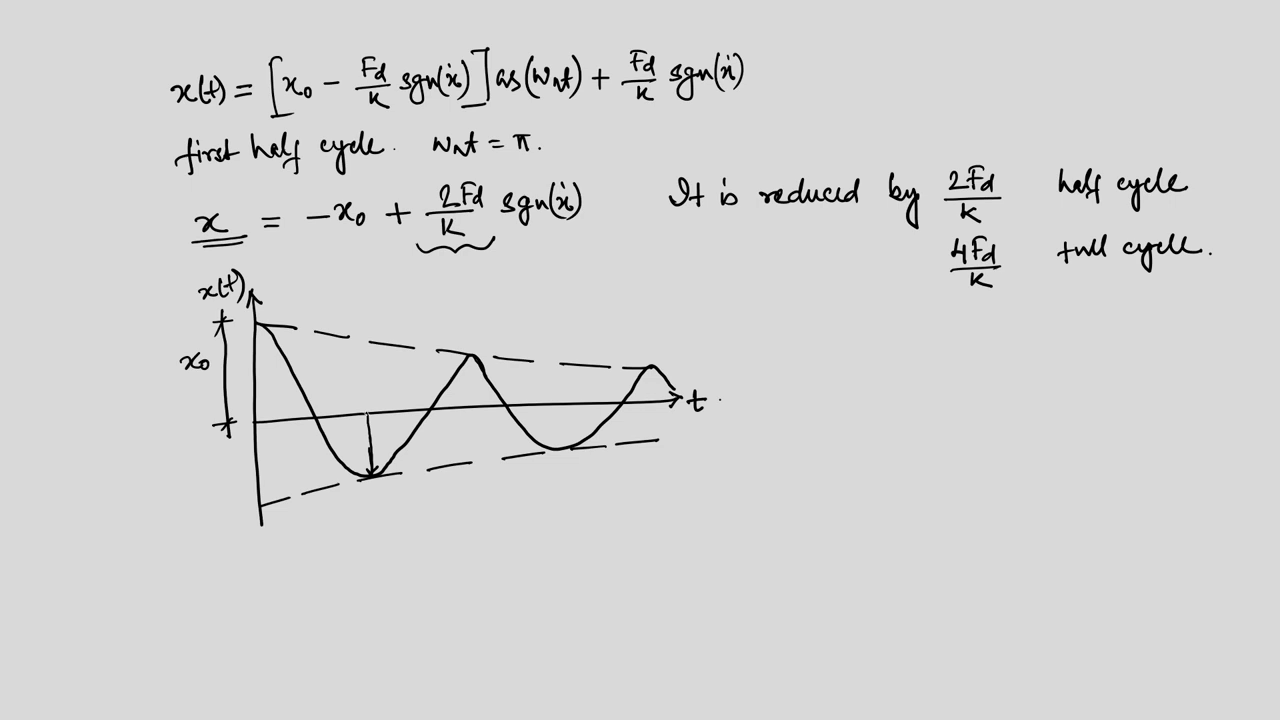 x(t) = [x₀ − Fd/K sgn(ẋ)] cos(ωnt) + Fd/K sgn(ẋ)
first half cycle. ωnt = π.
x = −x₀ + 2Fd/K sgn(ẋ)
It is reduced by 2Fd/K half cycle
4Fd/K full cycle.
x(t)
x₀
t